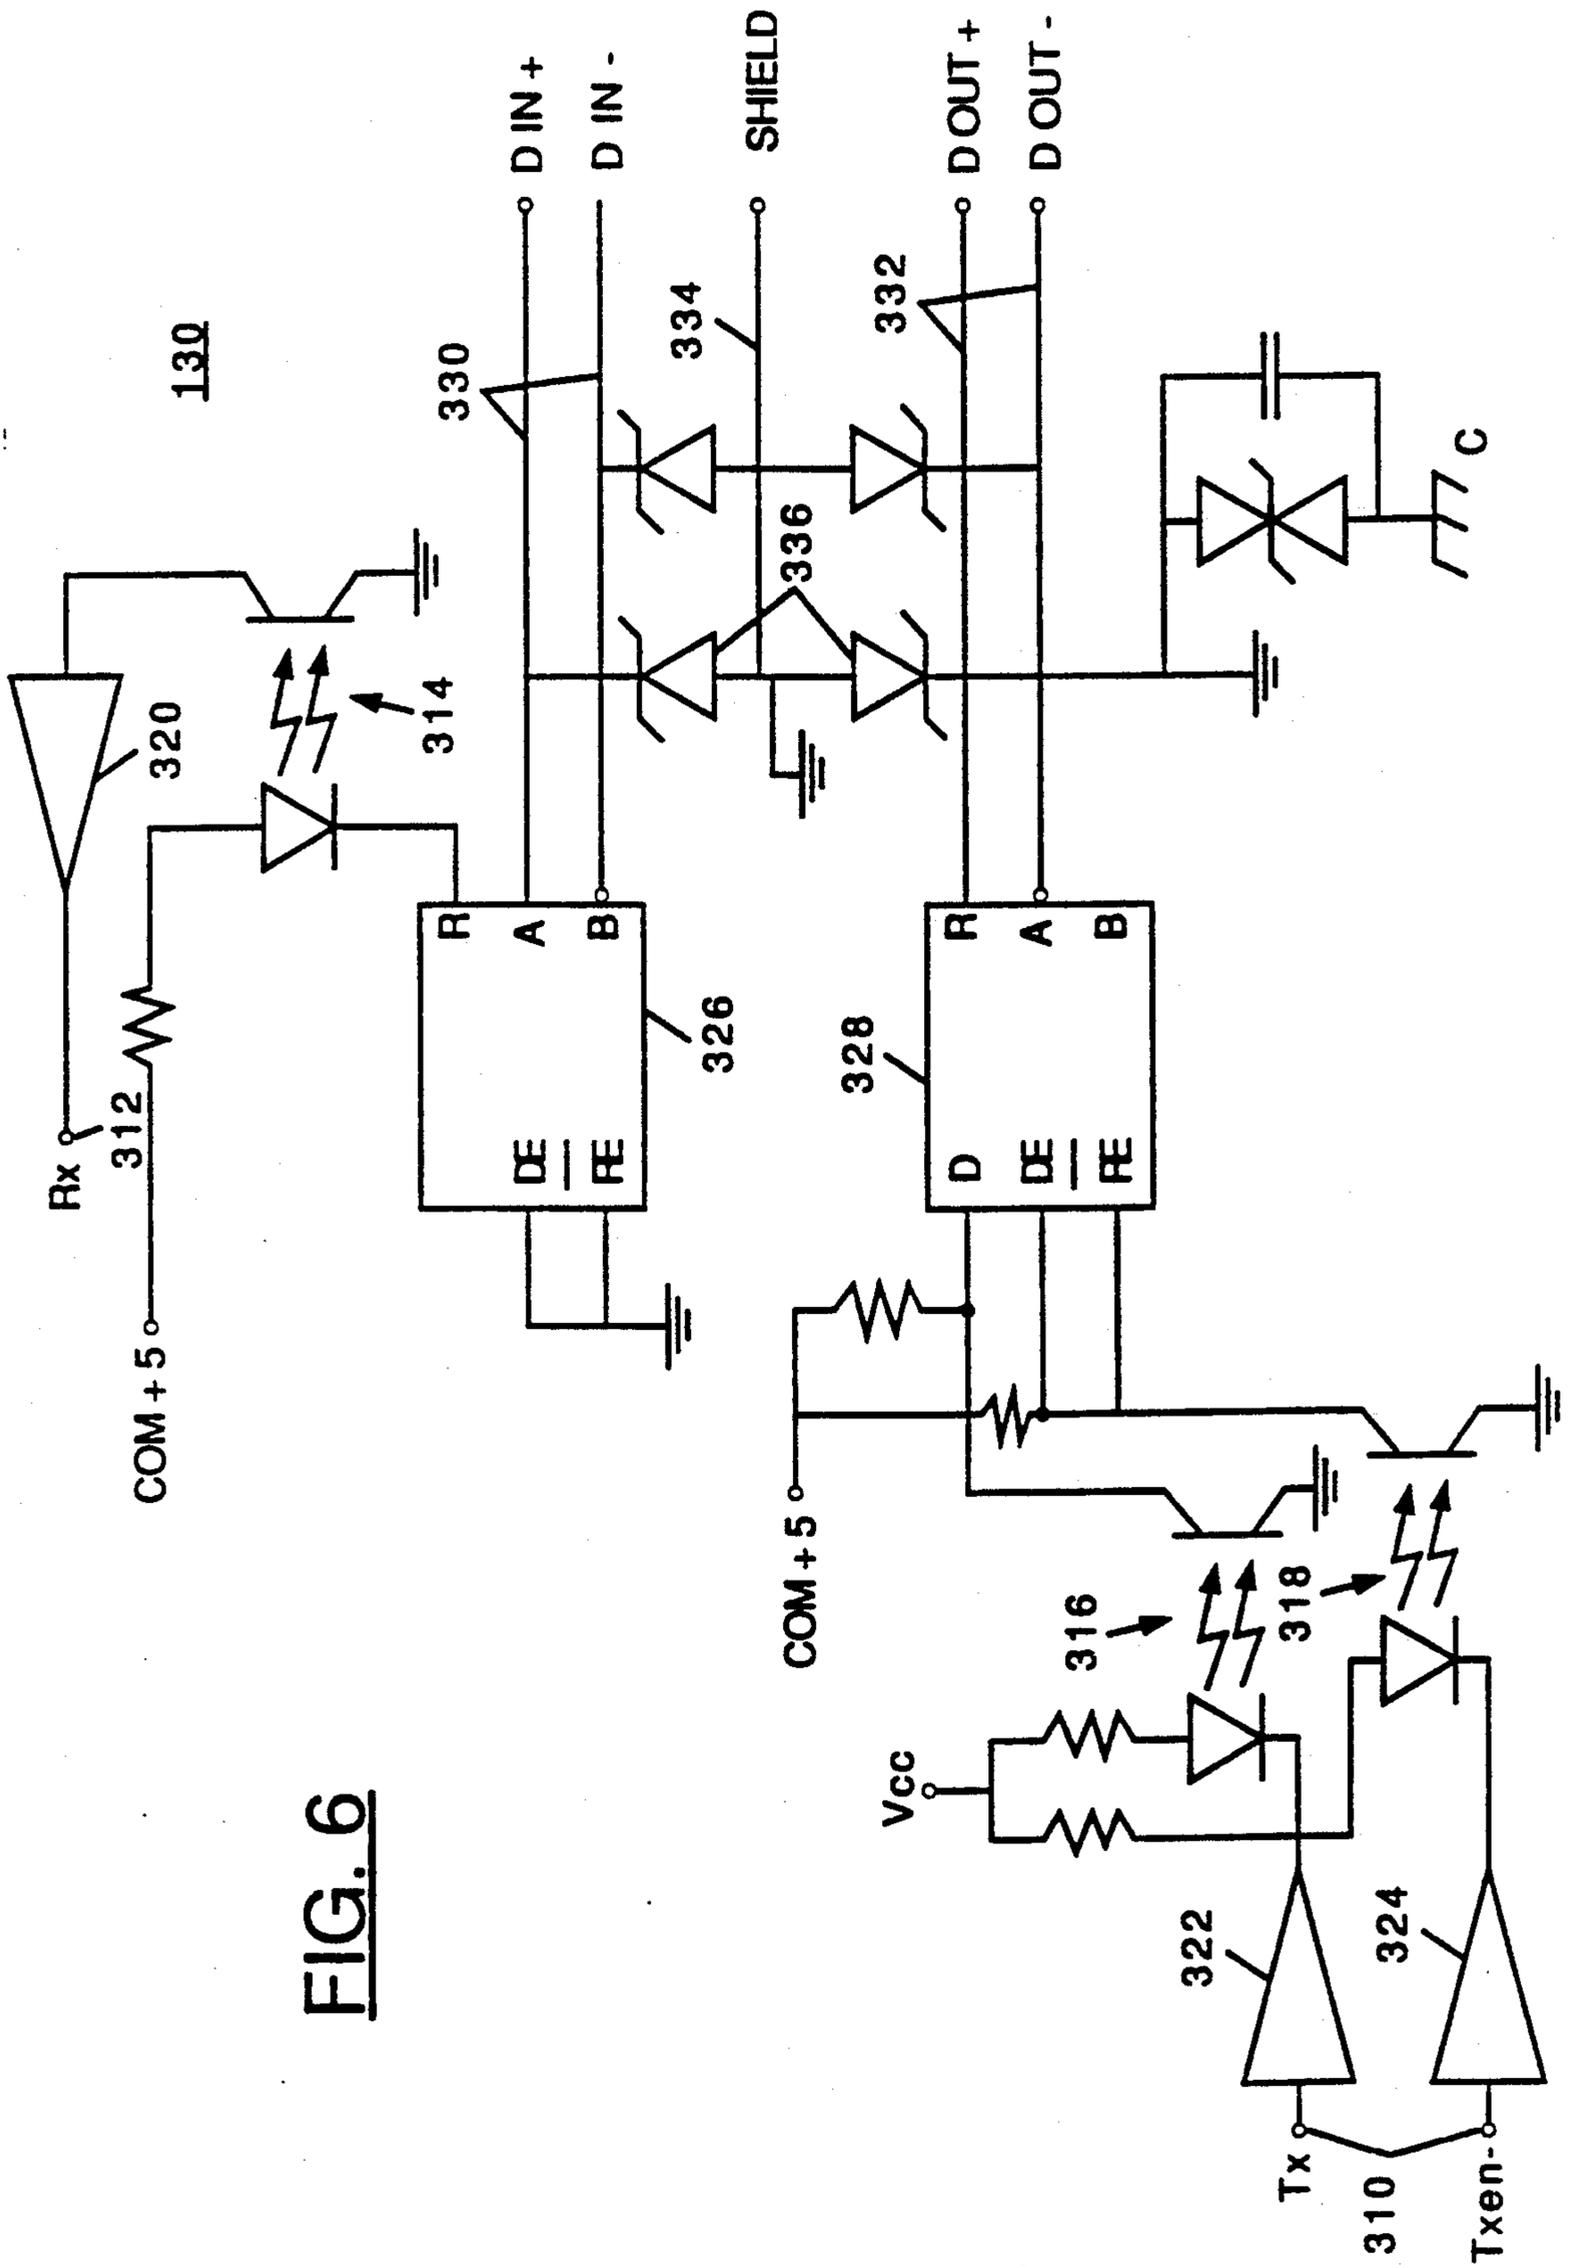 FIG. 6
130
Rx
312
320
314
COM + 5
R
A
B
DE
RE
326
330
D IN +
D IN -
334
SHIELD
336
332
D OUT +
D OUT -
C
328
D
DE
RE
R
A
B
COM + 5
316
318
Vcc
322
324
Tx
310
Txen-